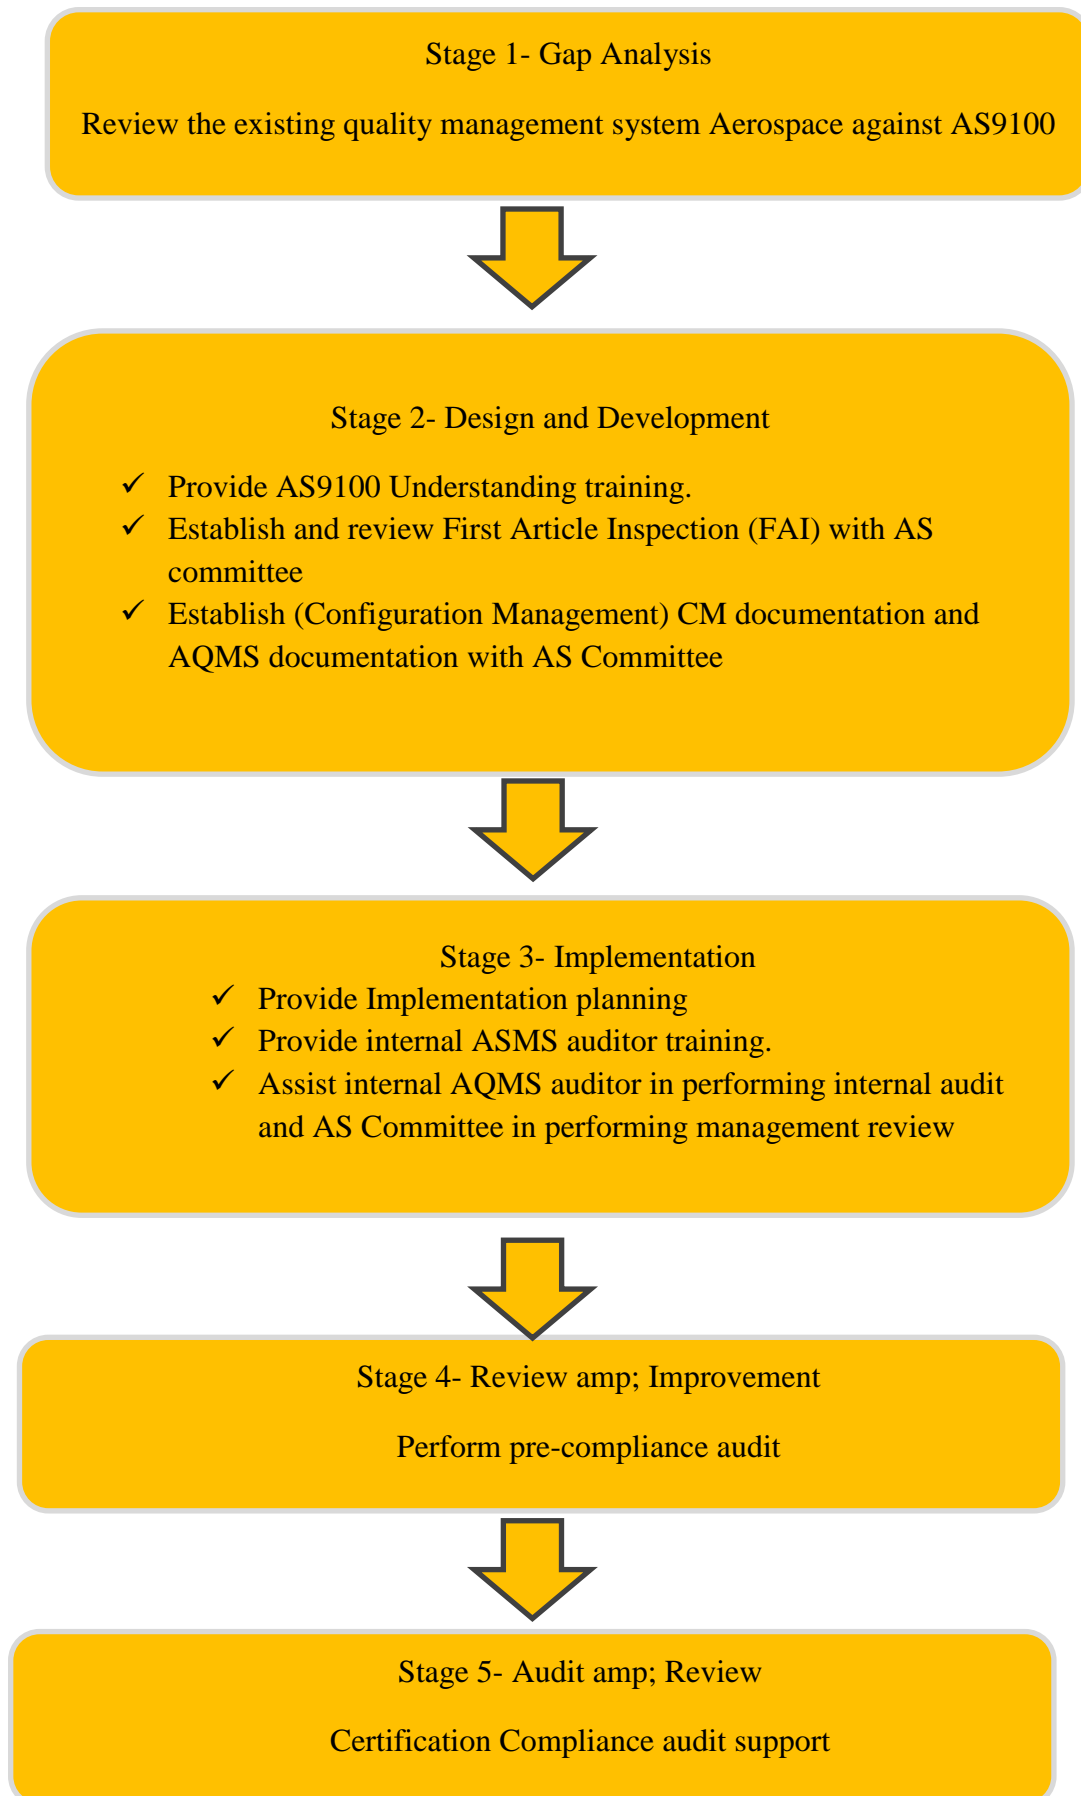 Stage 1- Gap Analysis
Review the existing quality management system Aerospace against AS9100
Stage 2- Design and Development
✓ Provide AS9100 Understanding training.
✓ Establish and review First Article Inspection (FAI) with AS
committee
✓ Establish (Configuration Management) CM documentation and
AQMS documentation with AS Committee
Stage 3- Implementation
✓ Provide Implementation planning
✓ Provide internal ASMS auditor training.
✓ Assist internal AQMS auditor in performing internal audit
and AS Committee in performing management review
Stage 4- Review amp; Improvement
Perform pre-compliance audit
Stage 5- Audit amp; Review
Certification Compliance audit support